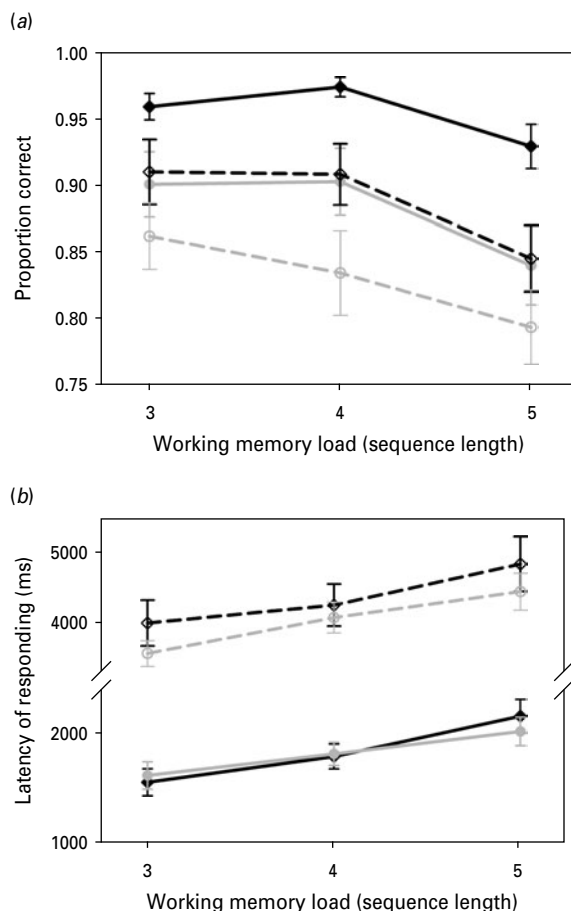 (a)
1.00
0.95
0.90
0.85
0.80
0.75
Proportion correct
3 4 5
Working memory load (sequence length)
(b)
5000
4000
2000
1000
Latency of responding (ms)
3 4 5
Working memory load (sequence length)